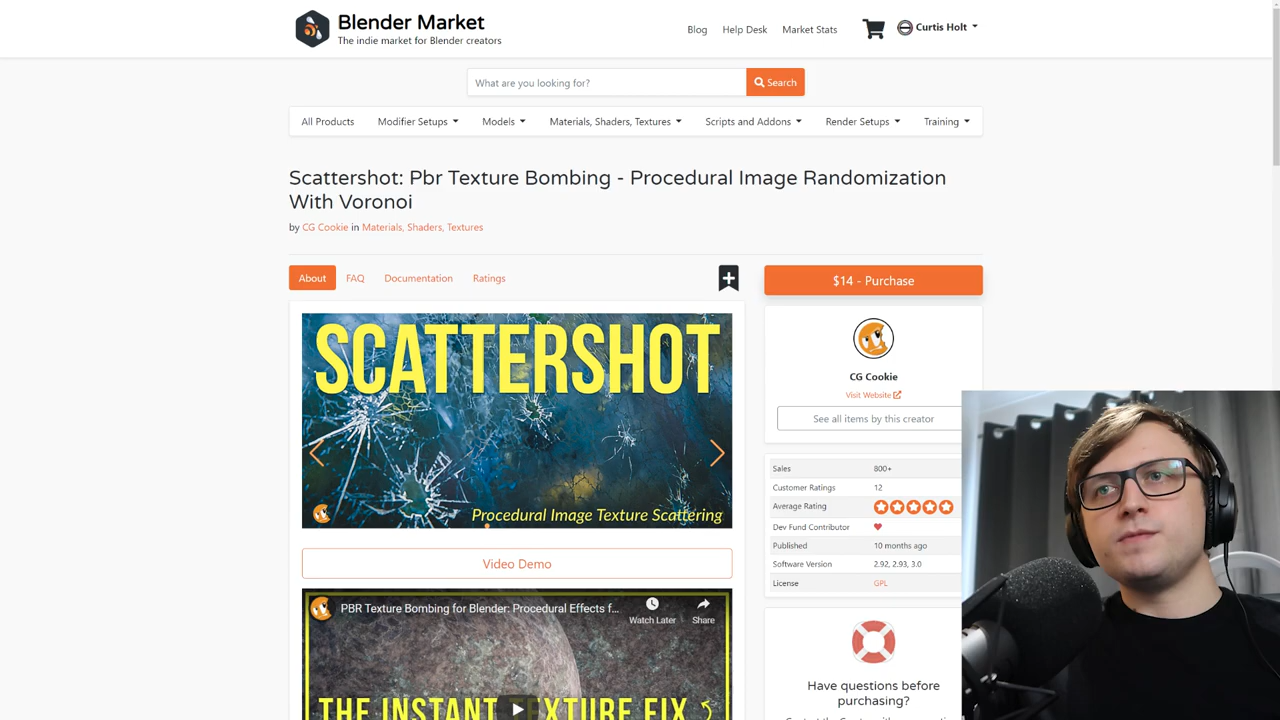 Blender Market
The indie market for Blender creators
Blog
Help Desk
Market Stats
Curtis Holt
What are you looking for?
Search
All Products
Modifier Setups
Models
Materials, Shaders, Textures
Scripts and Addons
Render Setups
Training
Scattershot: Pbr Texture Bombing - Procedural Image Randomization
With Voronoi
by CG Cookie in Materials, Shaders, Textures
About
FAQ
Documentation
Ratings
$14 - Purchase
SCATTERSHOT
Procedural Image Texture Scattering
Video Demo
PBR Texture Bombing for Blender: Procedural Effects f...
Watch Later
Share
THE INSTANT TEXTURE FIX
CG Cookie
Visit Website
See all items by this creator
Sales 800+
Customer Ratings 12
Average Rating
Dev Fund Contributor
Published 10 months ago
Software Version 2.92, 2.93, 3.0
License GPL
Have questions before
purchasing?